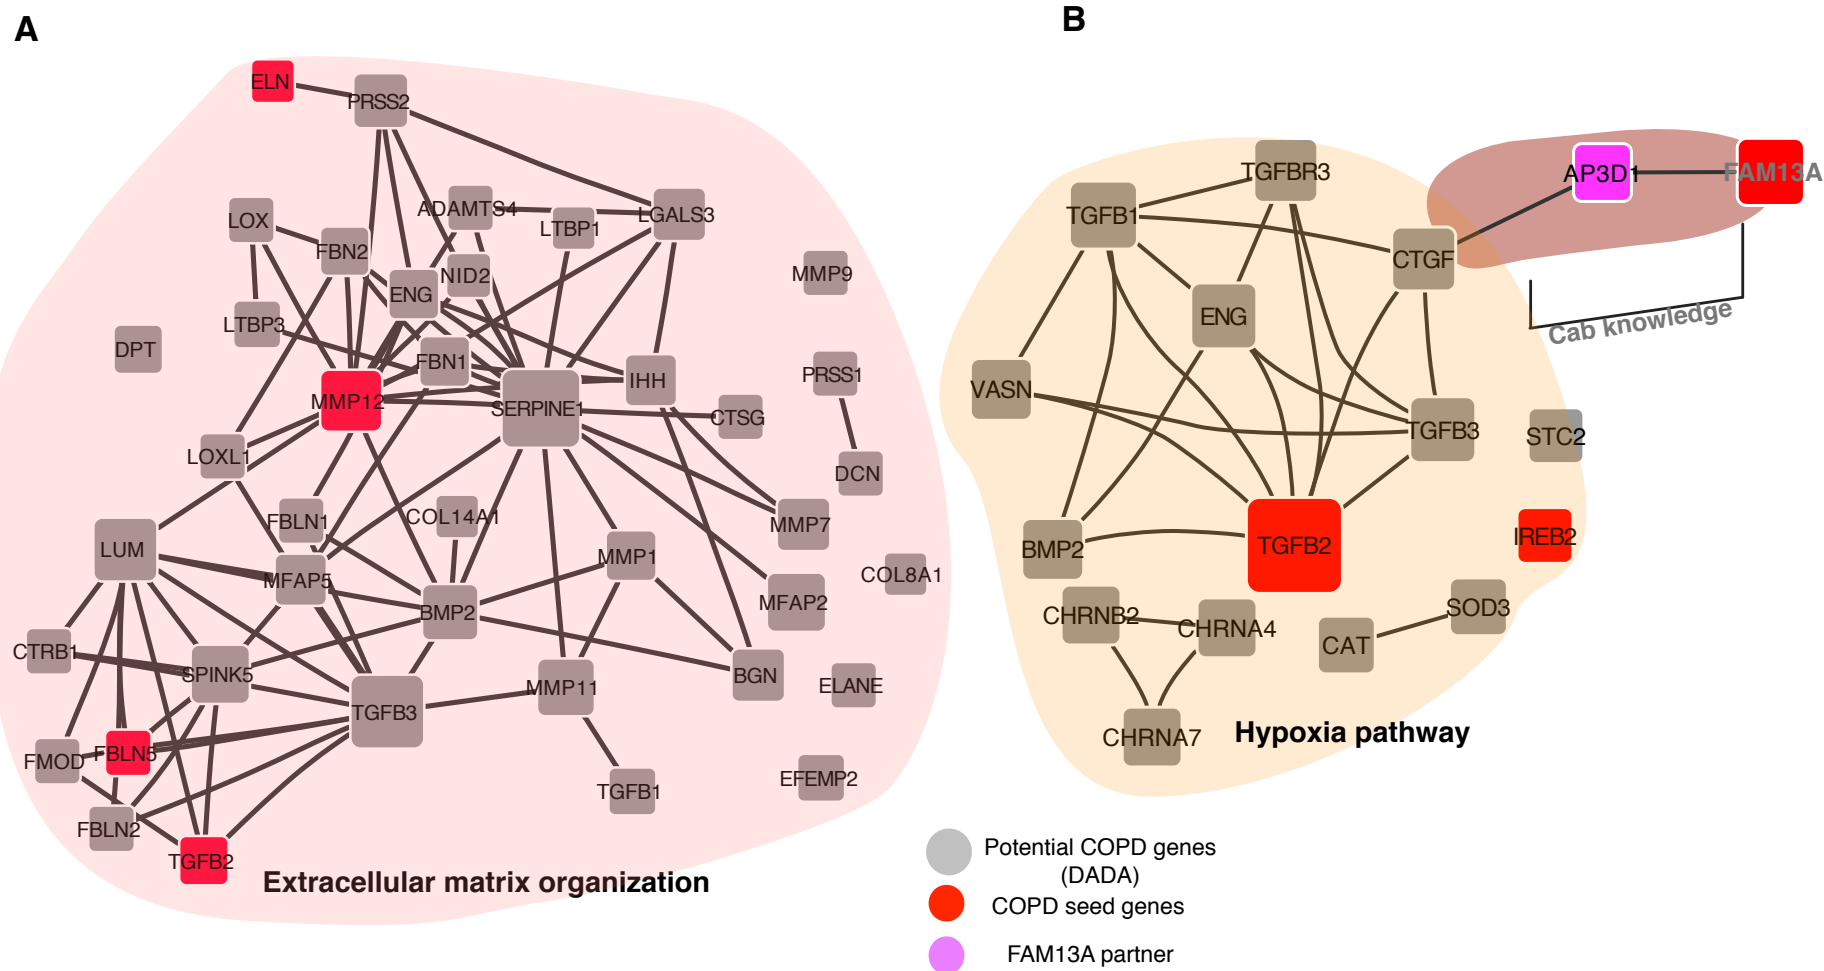 A
B
ELN
PRSS2
ADAMTS4
LGALS3
LOX
LTBP1
FBN2
NID2
MMP9
ENG
LTBP3
DPT
FBN1
PRSS1
IHH
MMP12
SERPINE1
CTSG
LOXL1
DCN
FBLN1
COL14A1
MMP7
LUM
MMP1
COL8A1
MFAP5
MFAP2
BMP2
CTRB1
SPINK5
BGN
ELANE
MMP11
TGFB3
FMOD
FBLN5
EFEMP2
TGFB1
FBLN2
TGFB2
Extracellular matrix organization
TGFBR3
AP3D1
FAM13A
TGFB1
CTGF
ENG
Cab knowledge
VASN
TGFB3
STC2
BMP2
TGFB2
IREB2
CHRNB2
CHRNA4
SOD3
CAT
CHRNA7
Hypoxia pathway
Potential COPD genes
(DADA)
COPD seed genes
FAM13A partner